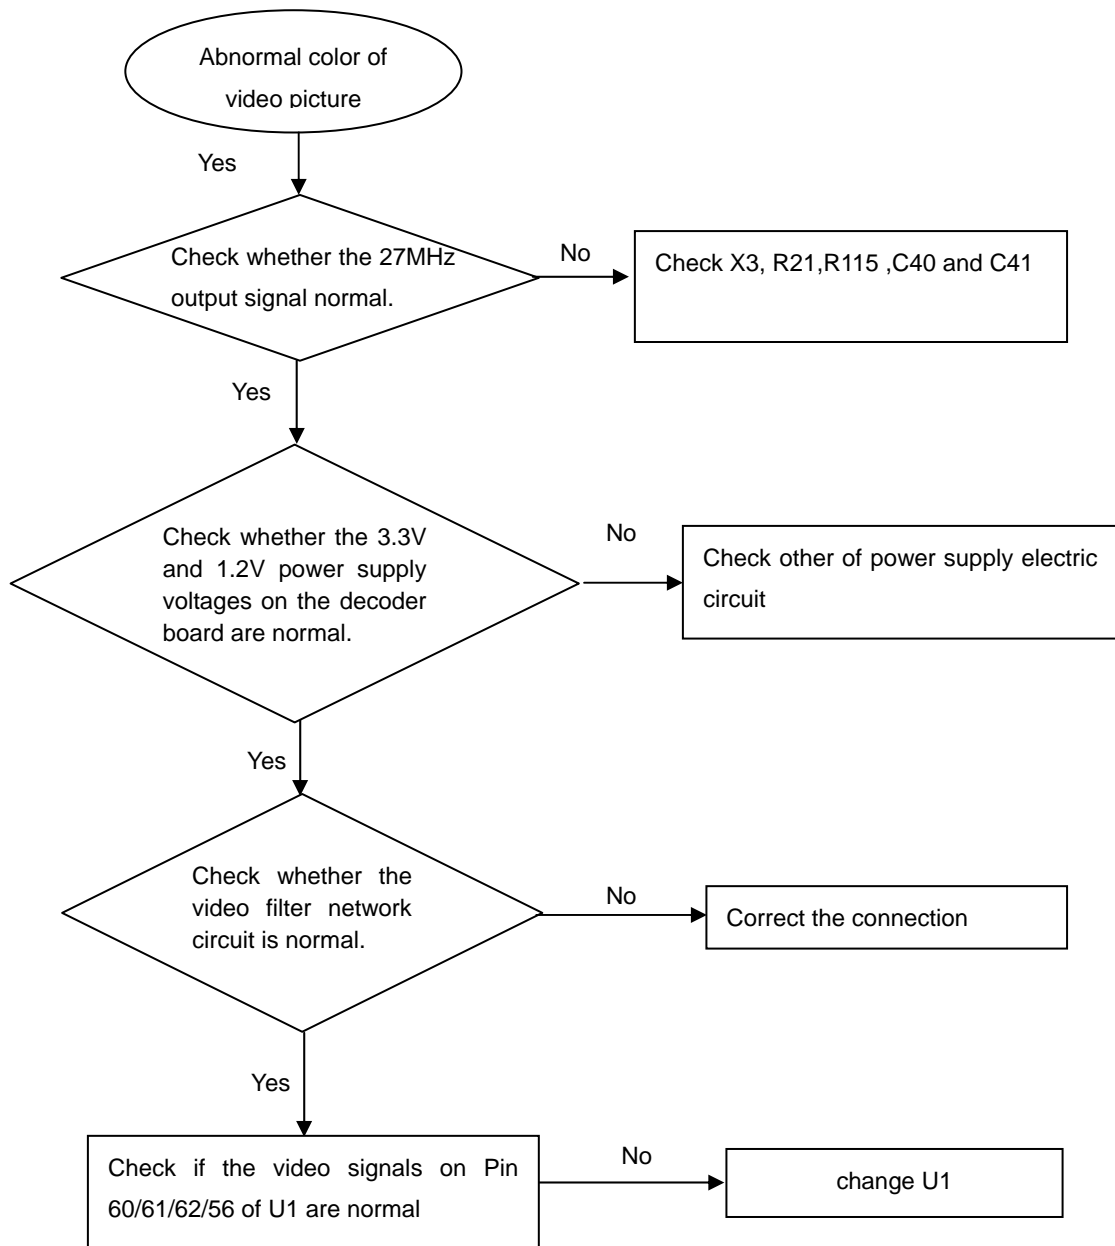 Abnormal color of
video picture
Yes
Check whether the 27MHz
output signal normal.
No
Check X3, R21,R115 ,C40 and C41
Yes
Check whether the 3.3V
and 1.2V power supply
voltages on the decoder
board are normal.
No
Check other of power supply electric
circuit
Yes
Check whether the
video filter network
circuit is normal.
No
Correct the connection
Yes
Check if the video signals on Pin
60/61/62/56 of U1 are normal
No
change U1